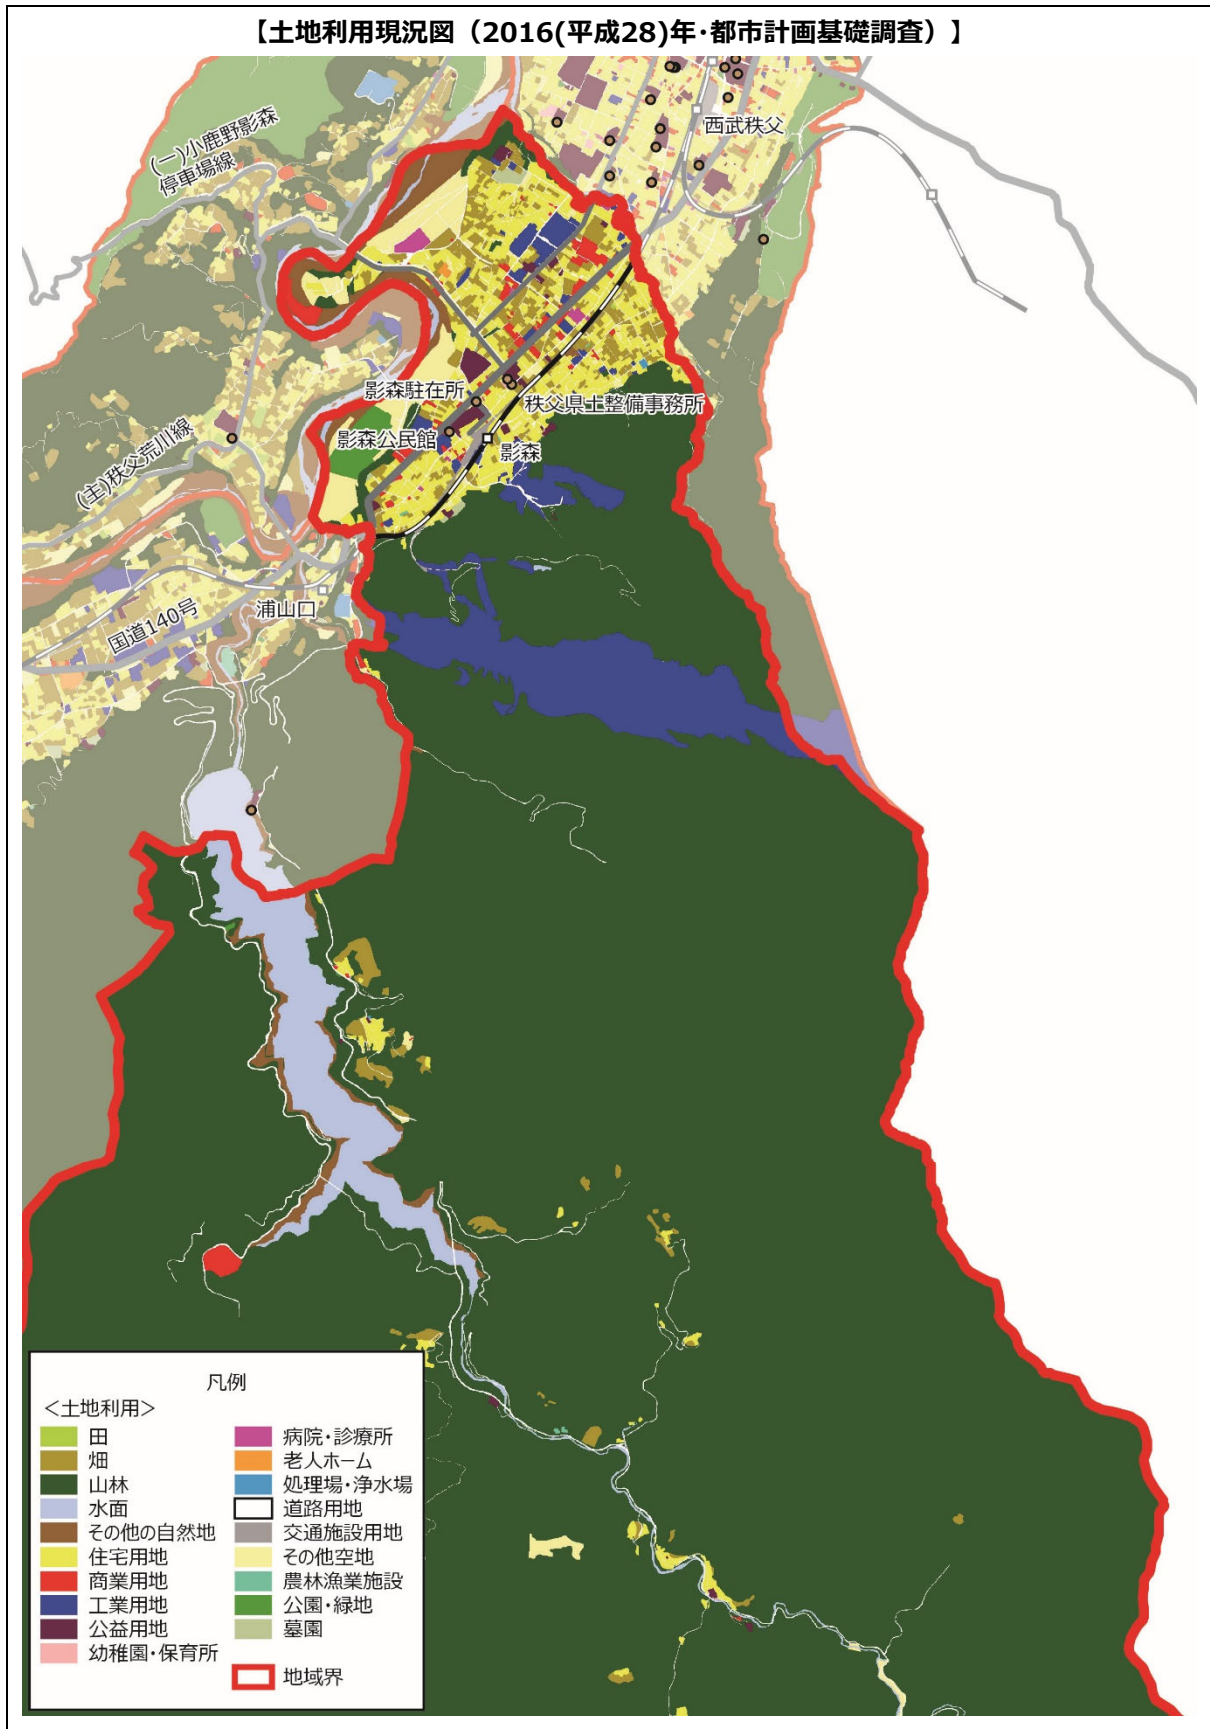 【土地利用現況図（2016(平成28)年･都市計画基礎調査）】
西武秩父
(一)小鹿野影森
停車場線
影森駐在所
秩父県土整備事務所
影森公民館
影森
(主)秩父荒川線
浦山口
国道140号
凡例
＜土地利用＞
田
畑
山林
水面
その他の自然地
住宅用地
商業用地
工業用地
公益用地
幼稚園・保育所
病院・診療所
老人ホーム
処理場・浄水場
道路用地
交通施設用地
その他空地
農林漁業施設
公園・緑地
墓園
地域界